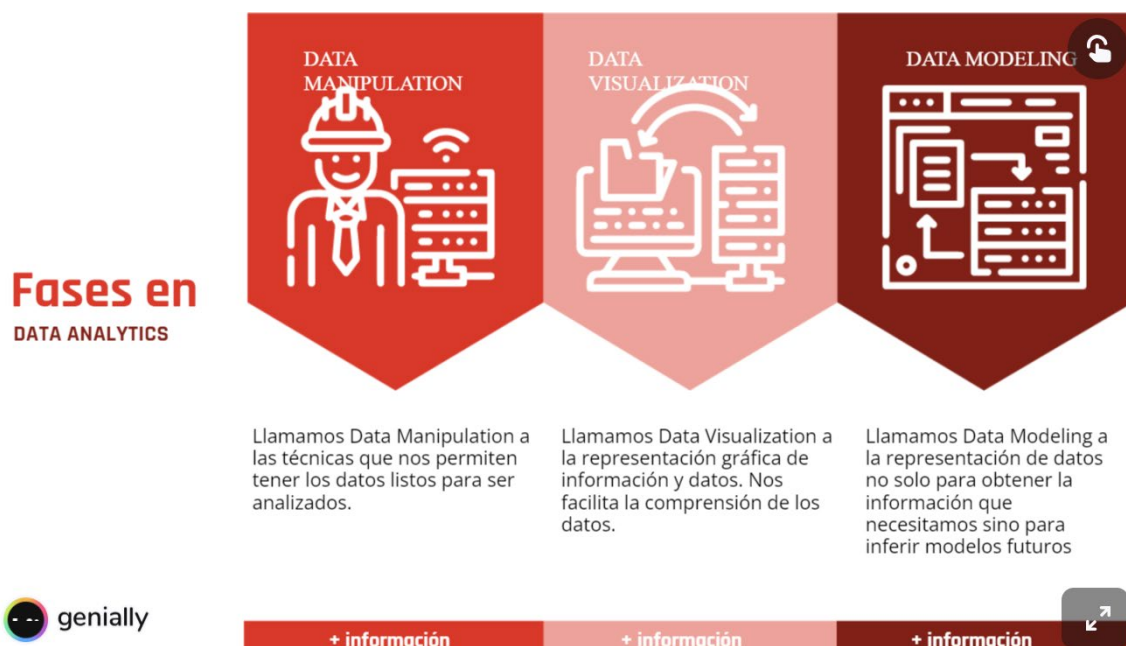 DATA
MANIPULATION
DATA
VISUALIZATION
DATA MODELING
Fases en
DATA ANALYTICS
Llamamos Data Manipulation a
las técnicas que nos permiten
tener los datos listos para ser
analizados.
Llamamos Data Visualization a
la representación gráfica de
información y datos. Nos
facilita la comprensión de los
datos.
Llamamos Data Modeling a
la representación de datos
no solo para obtener la
información que
necesitamos sino para
inferir modelos futuros
genially
+ información
+ información
+ información